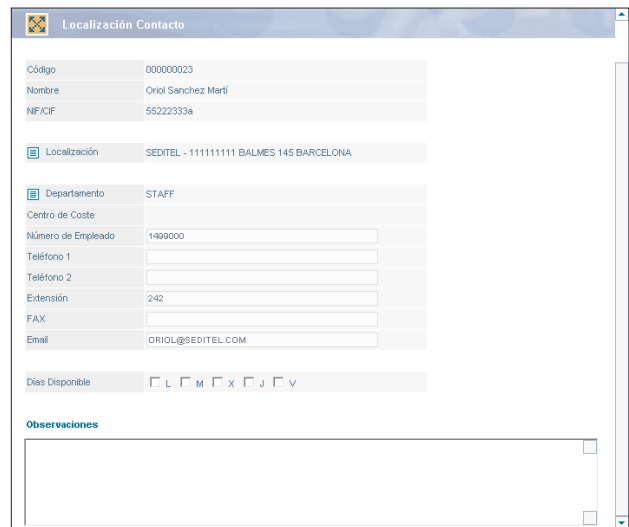 Localización Contacto
Código 000000023
Nombre Oriol Sanchez Martí
NIF/CIF 55222333a
Localización SEDITEL - 111111111 BALMES 145 BARCELONA
Departamento STAFF
Centro de Coste
Número de Empleado 1499000
Teléfono 1
Teléfono 2
Extensión 242
FAX
Email ORIOL@SEDITEL.COM
Días Disponible L M X J V
Observaciones